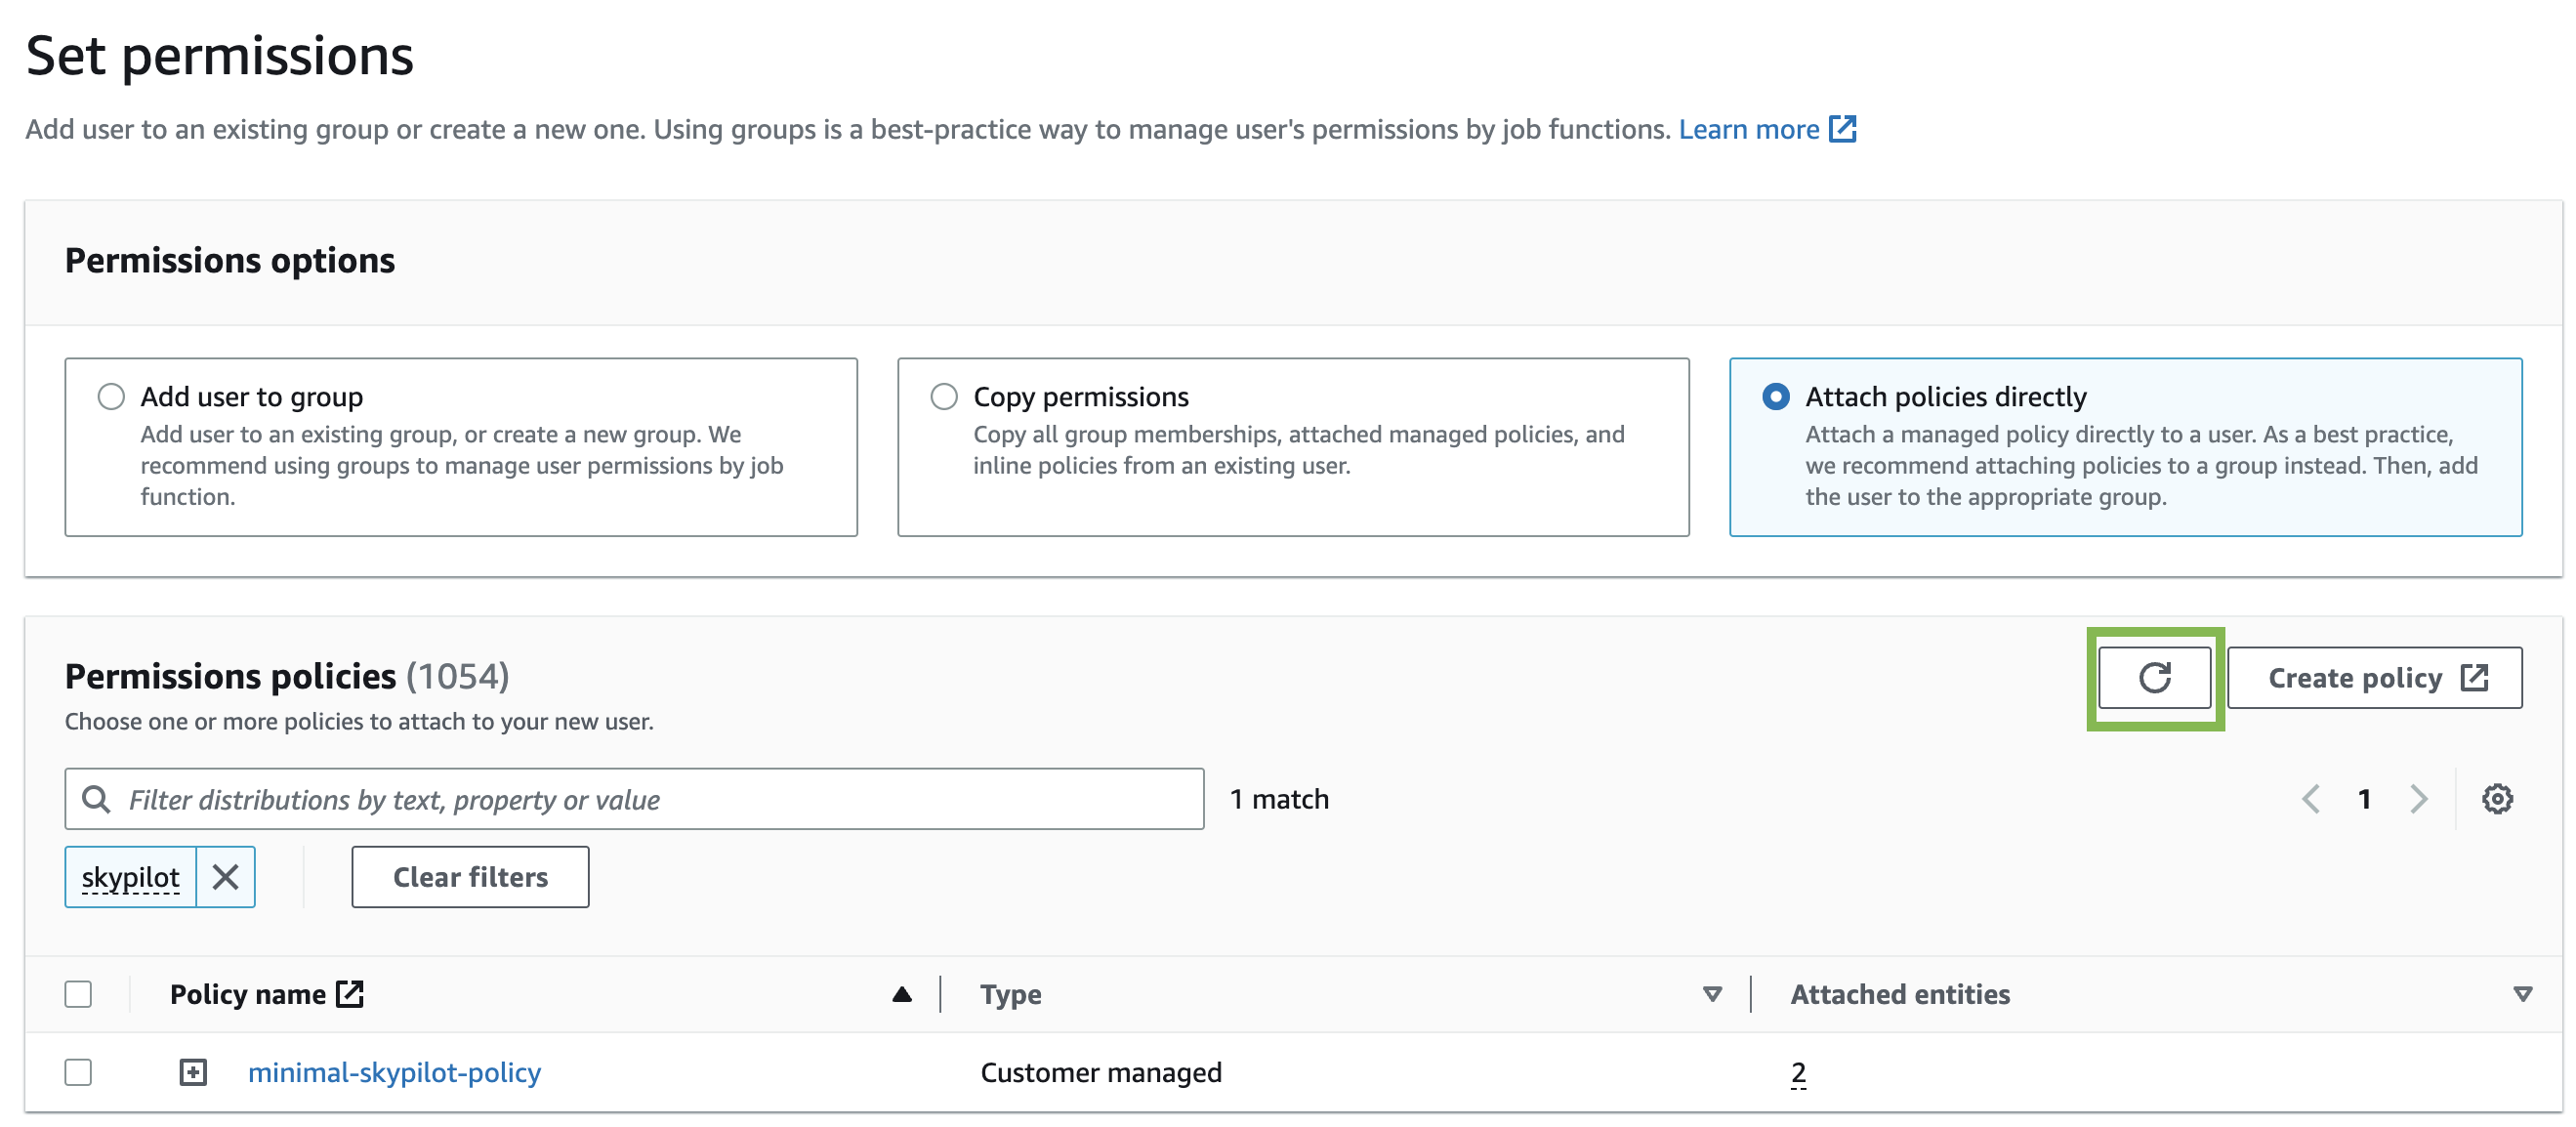 Set permissions
Add user to an existing group or create a new one. Using groups is a best-practice way to manage user's permissions by job functions. Learn more
Permissions options
Add user to group
Add user to an existing group, or create a new group. We
recommend using groups to manage user permissions by job
function.
Copy permissions
Copy all group memberships, attached managed policies, and
inline policies from an existing user.
Attach policies directly
Attach a managed policy directly to a user. As a best practice,
we recommend attaching policies to a group instead. Then, add
the user to the appropriate group.
Permissions policies (1054)
Choose one or more policies to attach to your new user.
Create policy
Filter distributions by text, property or value
1 match
1
skypilot
Clear filters
Policy name
Type
Attached entities
minimal-skypilot-policy
Customer managed
2